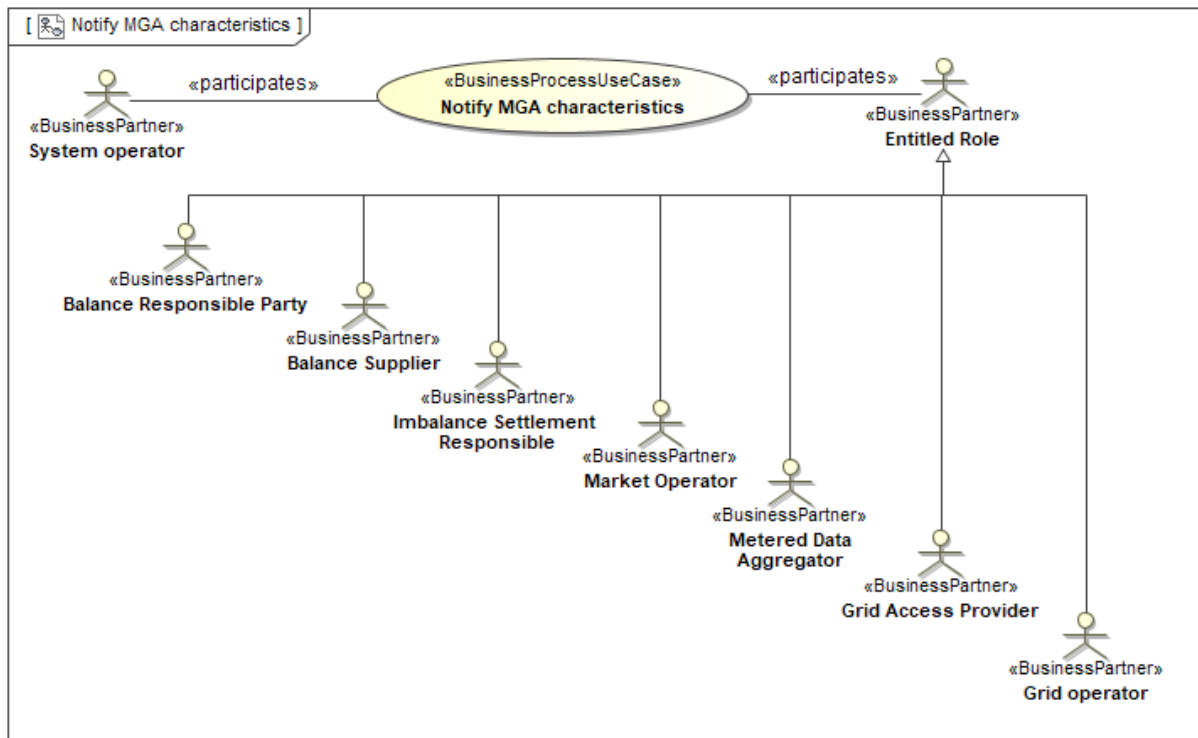 [ Notify MGA characteristics ]
«participates»
«BusinessProcessUseCase»
Notify MGA characteristics
«participates»
«BusinessPartner»
System operator
«BusinessPartner»
Entitled Role
«BusinessPartner»
Balance Responsible Party
«BusinessPartner»
Balance Supplier
«BusinessPartner»
Imbalance Settlement
Responsible
«BusinessPartner»
Market Operator
«BusinessPartner»
Metered Data
Aggregator
«BusinessPartner»
Grid Access Provider
«BusinessPartner»
Grid operator